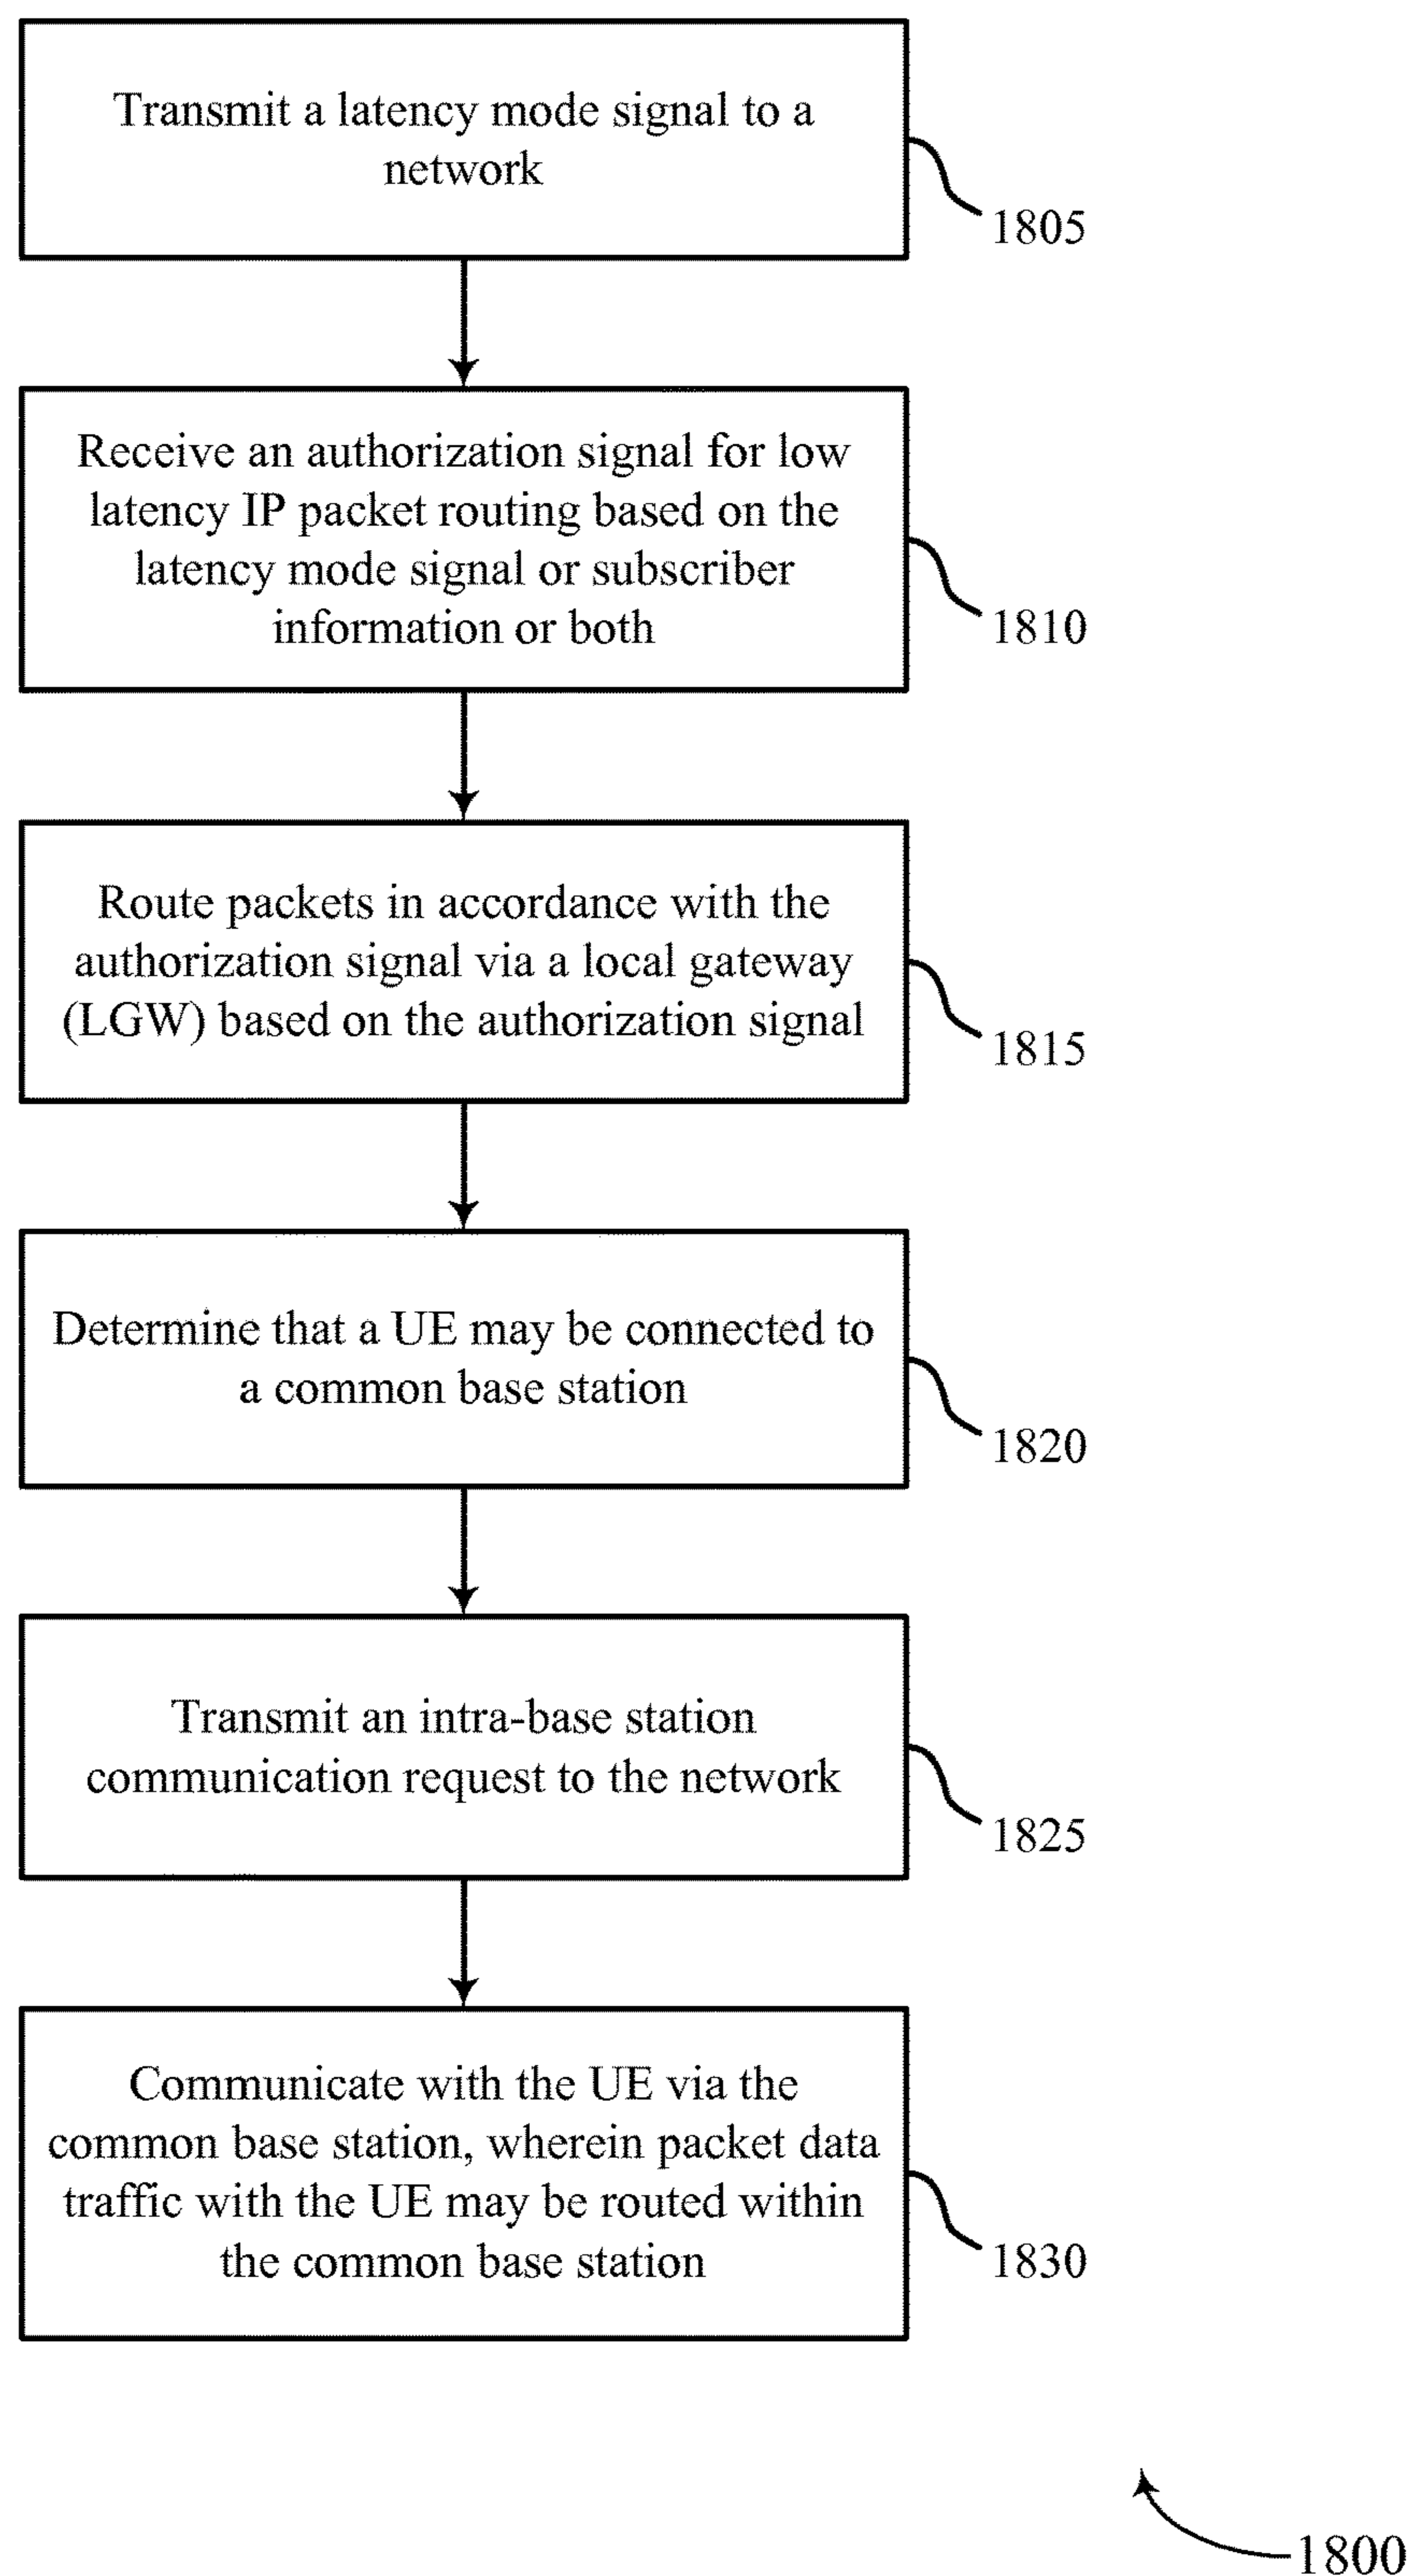 Transmit a latency mode signal to a
network
1805
Receive an authorization signal for low
latency IP packet routing based on the
latency mode signal or subscriber
information or both
1810
Route packets in accordance with the
authorization signal via a local gateway
(LGW) based on the authorization signal
1815
Determine that a UE may be connected to
a common base station
1820
Transmit an intra-base station
communication request to the network
1825
Communicate with the UE via the
common base station, wherein packet data
traffic with the UE may be routed within
the common base station
1830
1800